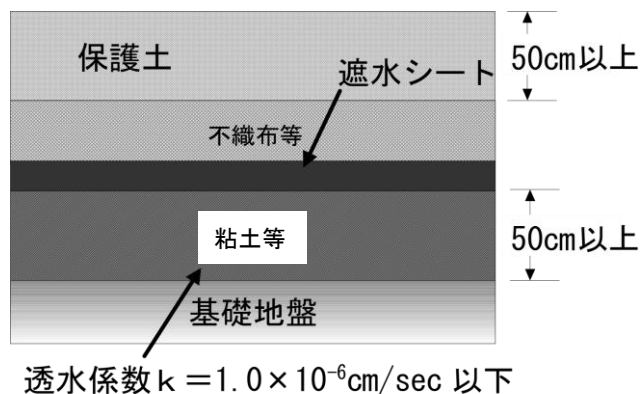 保護土
50cm以上
遮水シート
不織布等
粘土等
50cm以上
基礎地盤
透水係数k=1.0×10⁻⁶cm/sec 以下